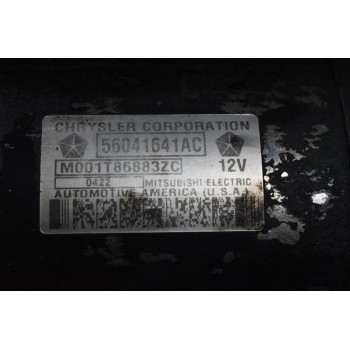 CHRYSLER CORPORATION
56041641AC
M001T86883ZC 12V
0422 MITSUBISHI ELECTRIC
AUTOMOTIVE AMERICA (U.S.A.)